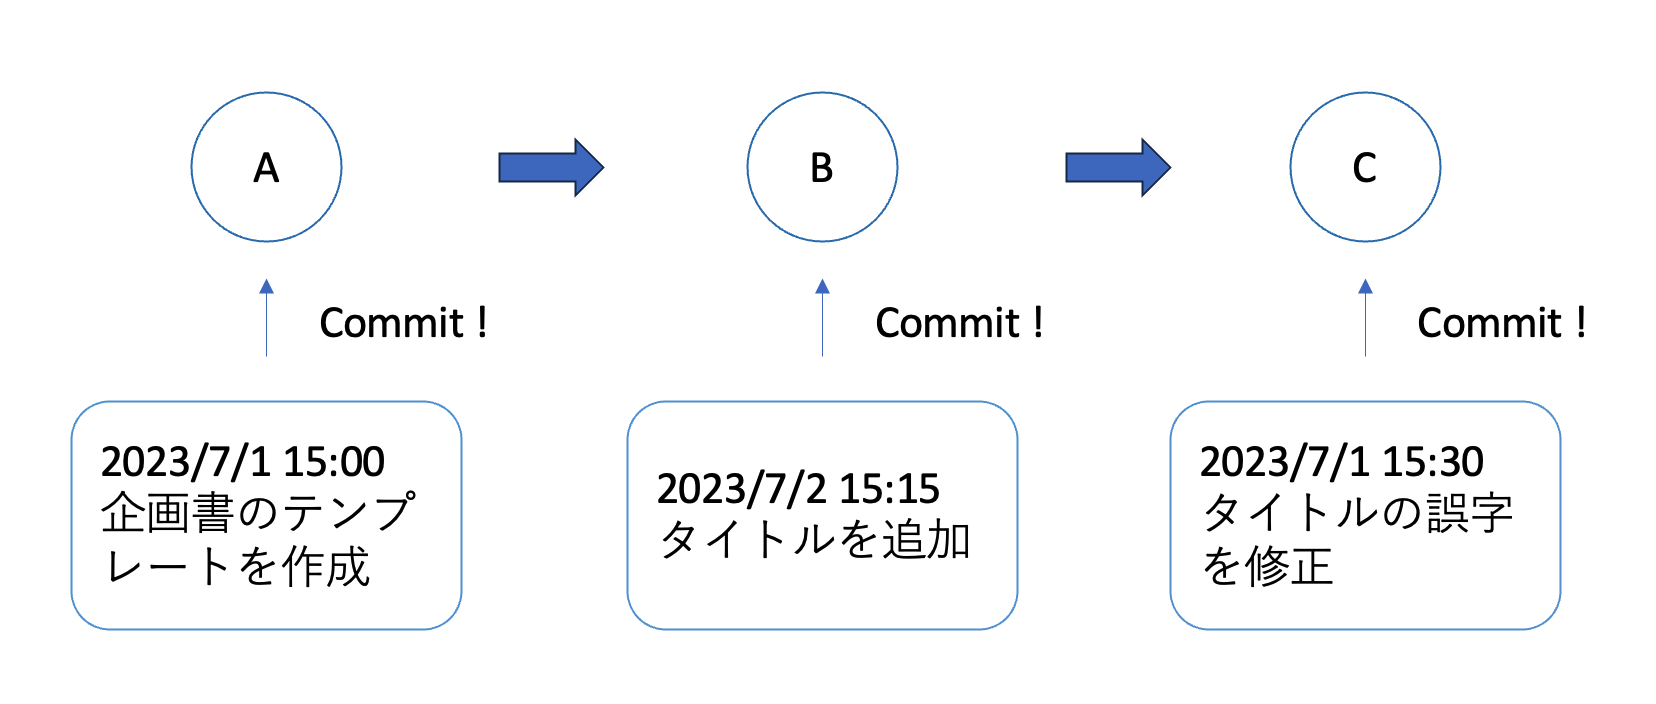 A
B
C
Commit !
Commit !
Commit !
2023/7/1 15:00
企画書のテンプ
レートを作成
2023/7/2 15:15
タイトルを追加
2023/7/1 15:30
タイトルの誤字
を修正